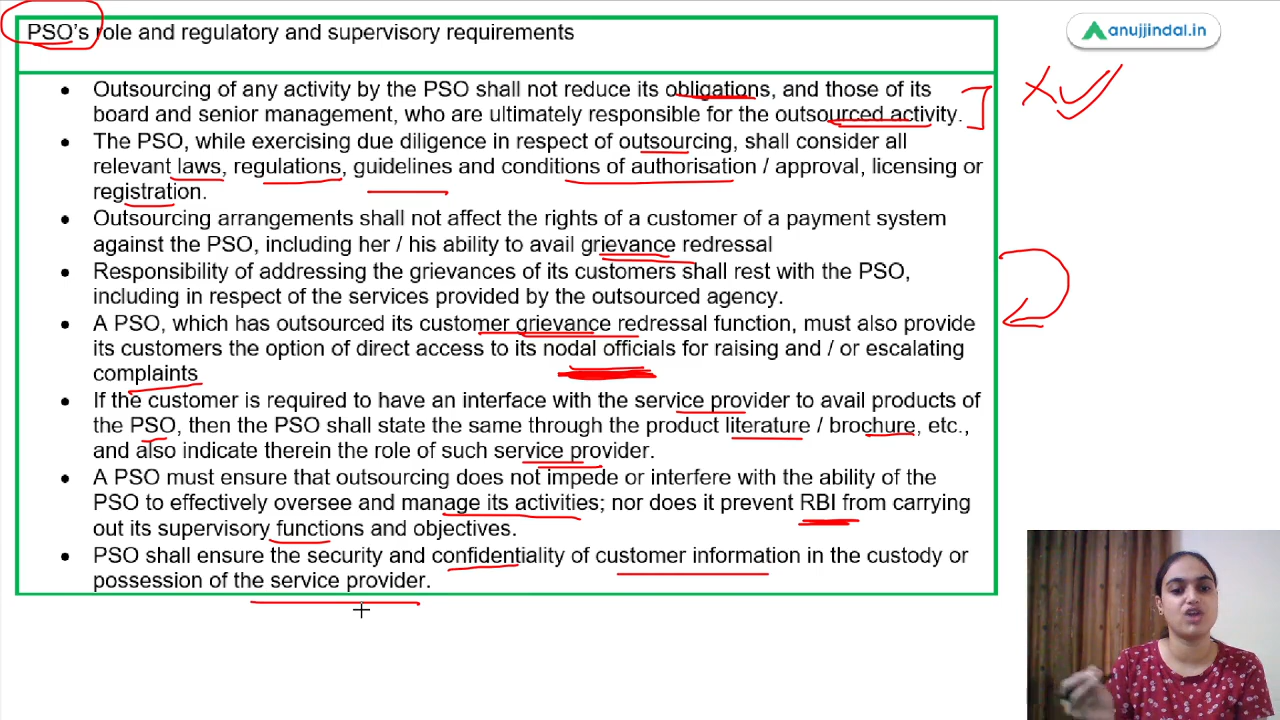 PSO's role and regulatory and supervisory requirements
anujjindal.in
• Outsourcing of any activity by the PSO shall not reduce its obligations, and those of its
board and senior management, who are ultimately responsible for the outsourced activity.
• The PSO, while exercising due diligence in respect of outsourcing, shall consider all
relevant laws, regulations, guidelines and conditions of authorisation / approval, licensing or
registration.
• Outsourcing arrangements shall not affect the rights of a customer of a payment system
against the PSO, including her / his ability to avail grievance redressal
• Responsibility of addressing the grievances of its customers shall rest with the PSO,
including in respect of the services provided by the outsourced agency.
• A PSO, which has outsourced its customer grievance redressal function, must also provide
its customers the option of direct access to its nodal officials for raising and / or escalating
complaints
• If the customer is required to have an interface with the service provider to avail products of
the PSO, then the PSO shall state the same through the product literature / brochure, etc.,
and also indicate therein the role of such service provider.
• A PSO must ensure that outsourcing does not impede or interfere with the ability of the
PSO to effectively oversee and manage its activities; nor does it prevent RBI from carrying
out its supervisory functions and objectives.
• PSO shall ensure the security and confidentiality of customer information in the custody or
possession of the service provider.